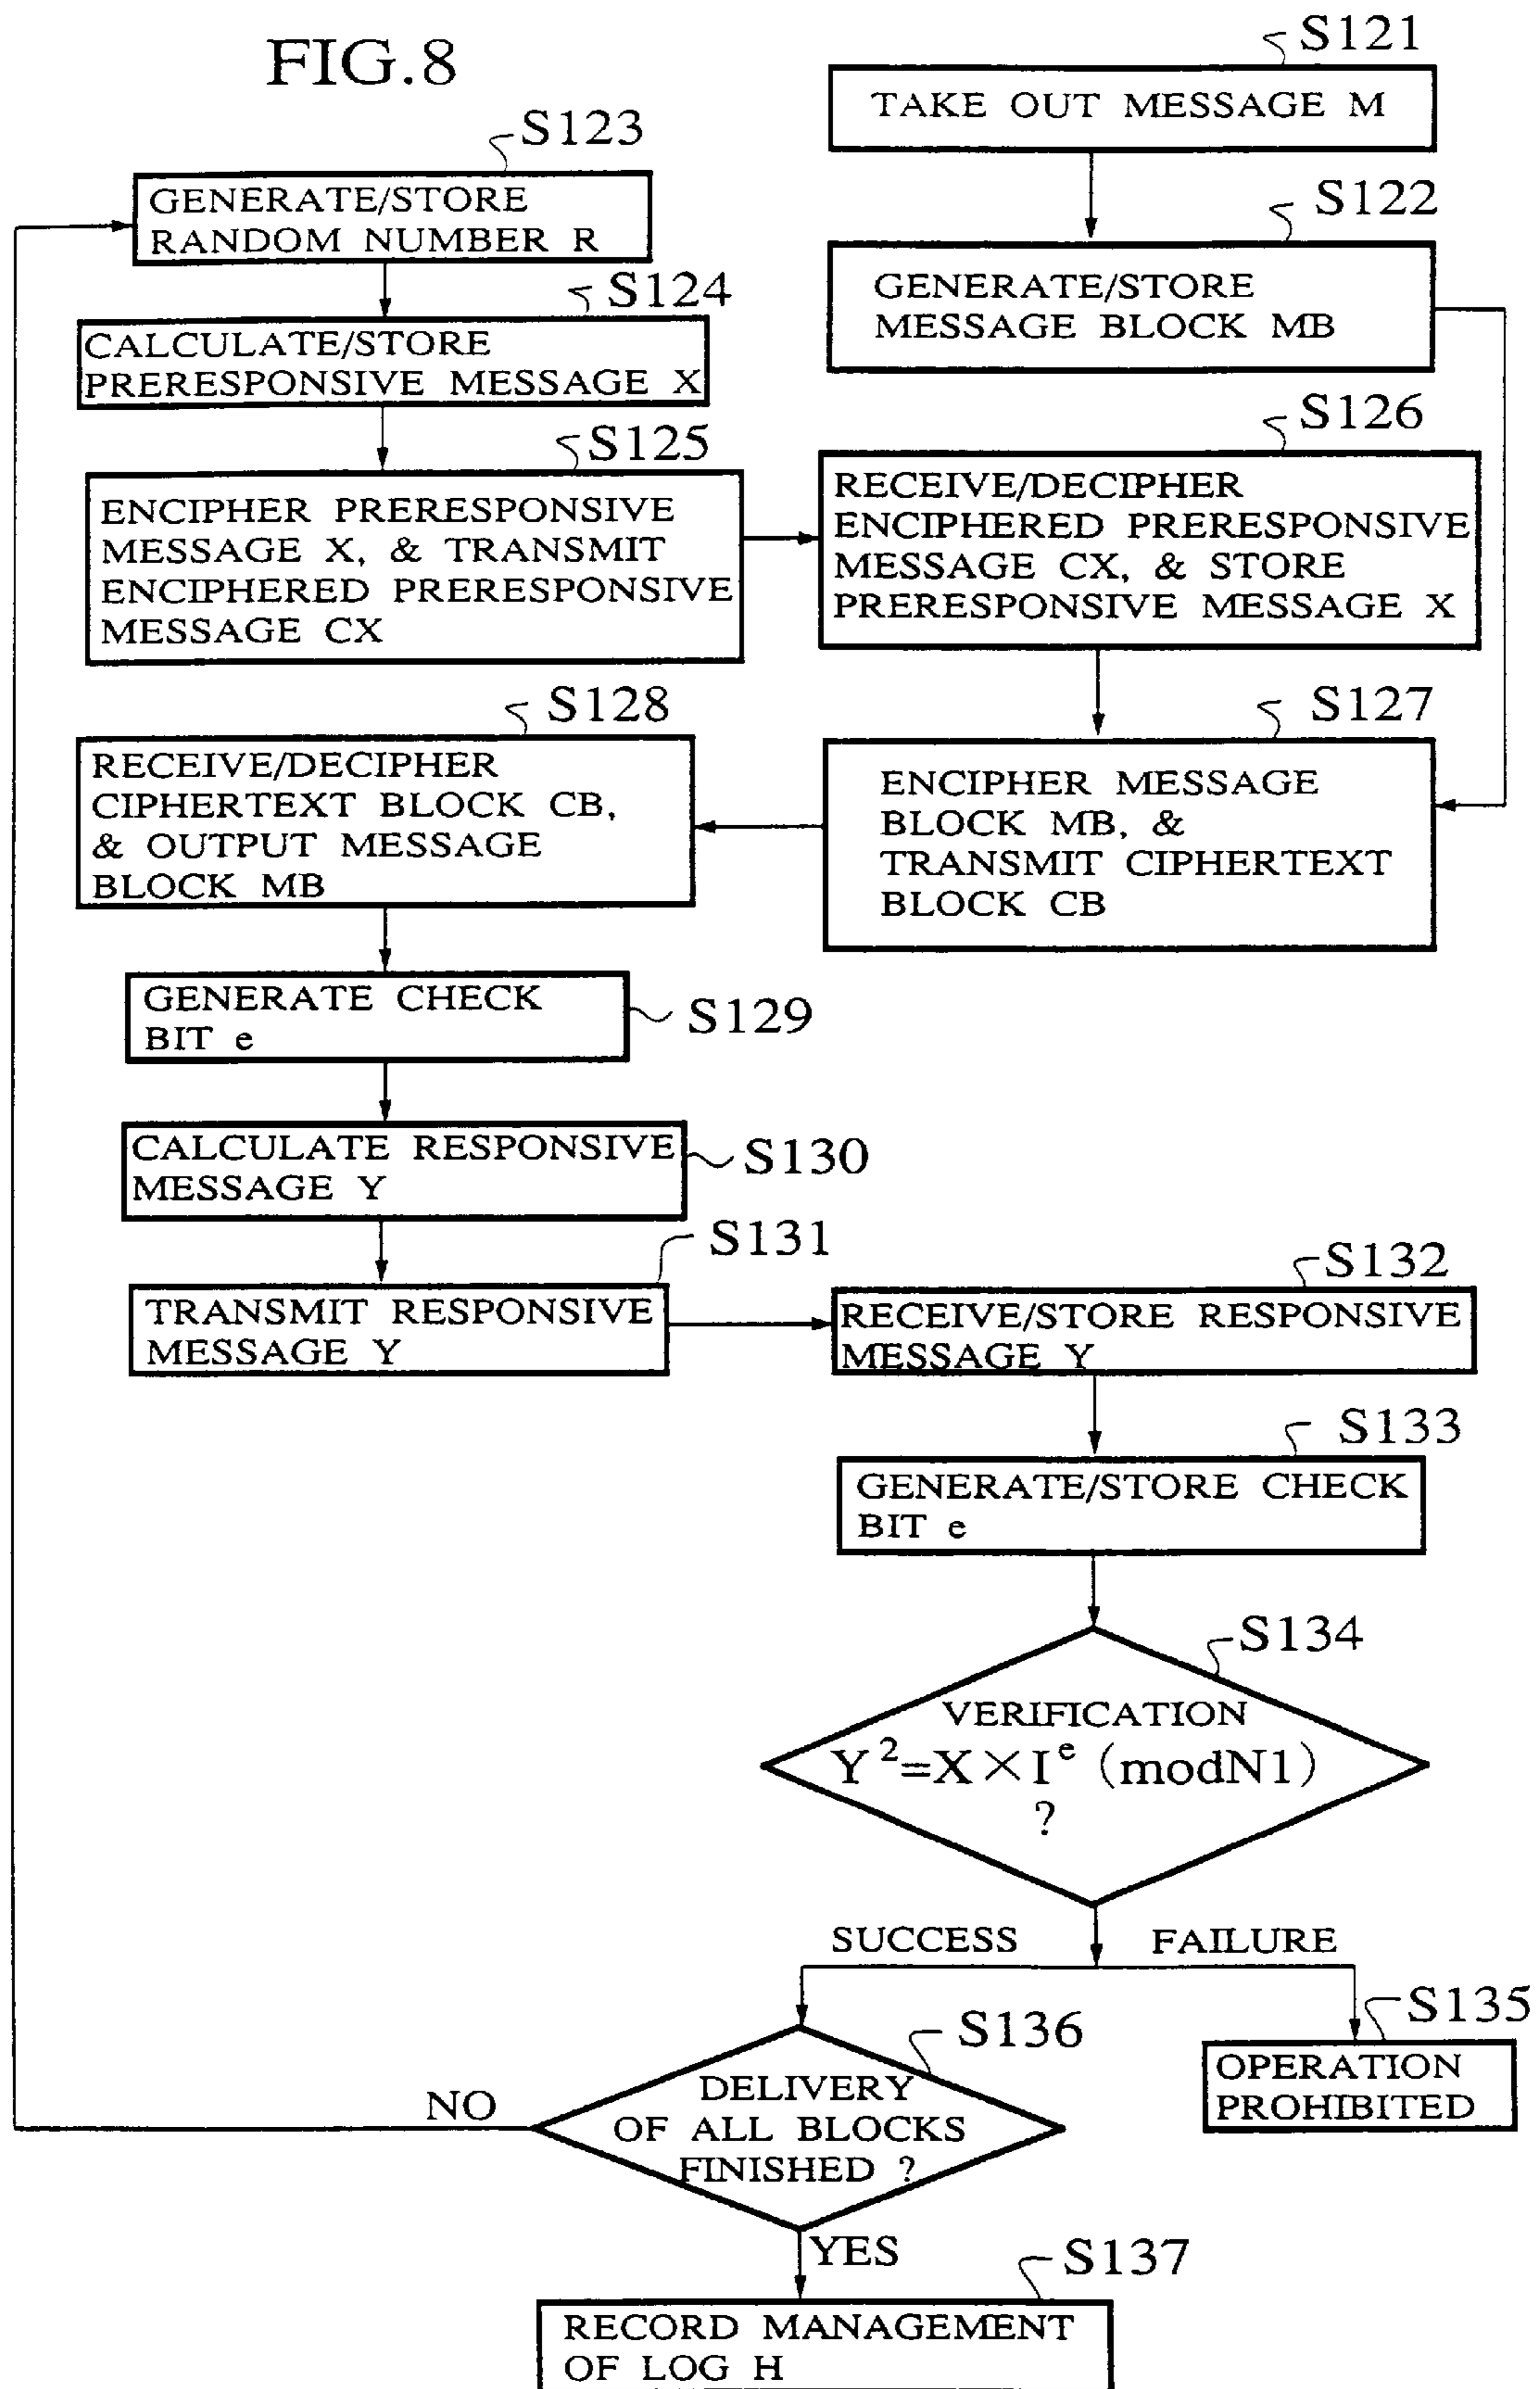 FIG.8
S121
TAKE OUT MESSAGE M
S122
GENERATE/STORE
MESSAGE BLOCK MB
S123
GENERATE/STORE
RANDOM NUMBER R
S124
CALCULATE/STORE
PRERESPONSIVE MESSAGE X
S125
ENCIPHER PRERESPONSIVE
MESSAGE X, & TRANSMIT
ENCIPHERED PRERESPONSIVE
MESSAGE CX
S126
RECEIVE/DECIPHER
ENCIPHERED PRERESPONSIVE
MESSAGE CX, & STORE
PRERESPONSIVE MESSAGE X
S127
ENCIPHER MESSAGE
BLOCK MB, &
TRANSMIT CIPHERTEXT
BLOCK CB
S128
RECEIVE/DECIPHER
CIPHERTEXT BLOCK CB,
& OUTPUT MESSAGE
BLOCK MB
S129
GENERATE CHECK
BIT e
S130
CALCULATE RESPONSIVE
MESSAGE Y
S131
TRANSMIT RESPONSIVE
MESSAGE Y
S132
RECEIVE/STORE RESPONSIVE
MESSAGE Y
S133
GENERATE/STORE CHECK
BIT e
S134
VERIFICATION
Y²=X×Iᵉ (modN1)
?
SUCCESS
FAILURE
S135
OPERATION
PROHIBITED
S136
DELIVERY
OF ALL BLOCKS
FINISHED ?
NO
YES
S137
RECORD MANAGEMENT
OF LOG H